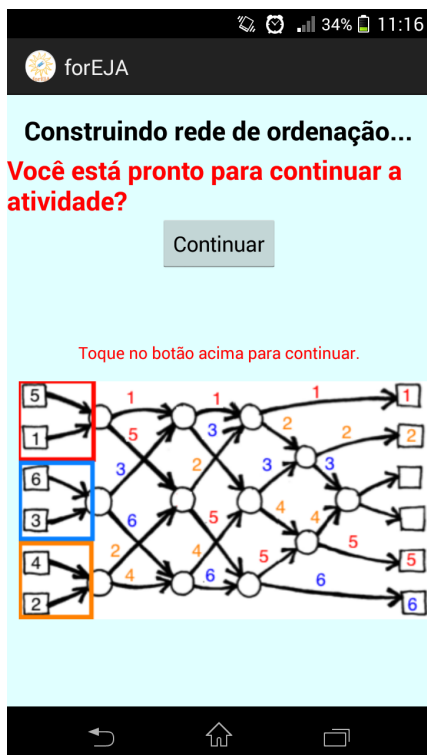 34% 11:16
forEJA
Construindo rede de ordenação...
Você está pronto para continuar a
atividade?
Continuar
Toque no botão acima para continuar.
5 1 1 1 1
1 5 3 2 2 2
6 3 2 3 3
3 6 5 4
4 2 4 5 4 5 5
2 4 6 6 6